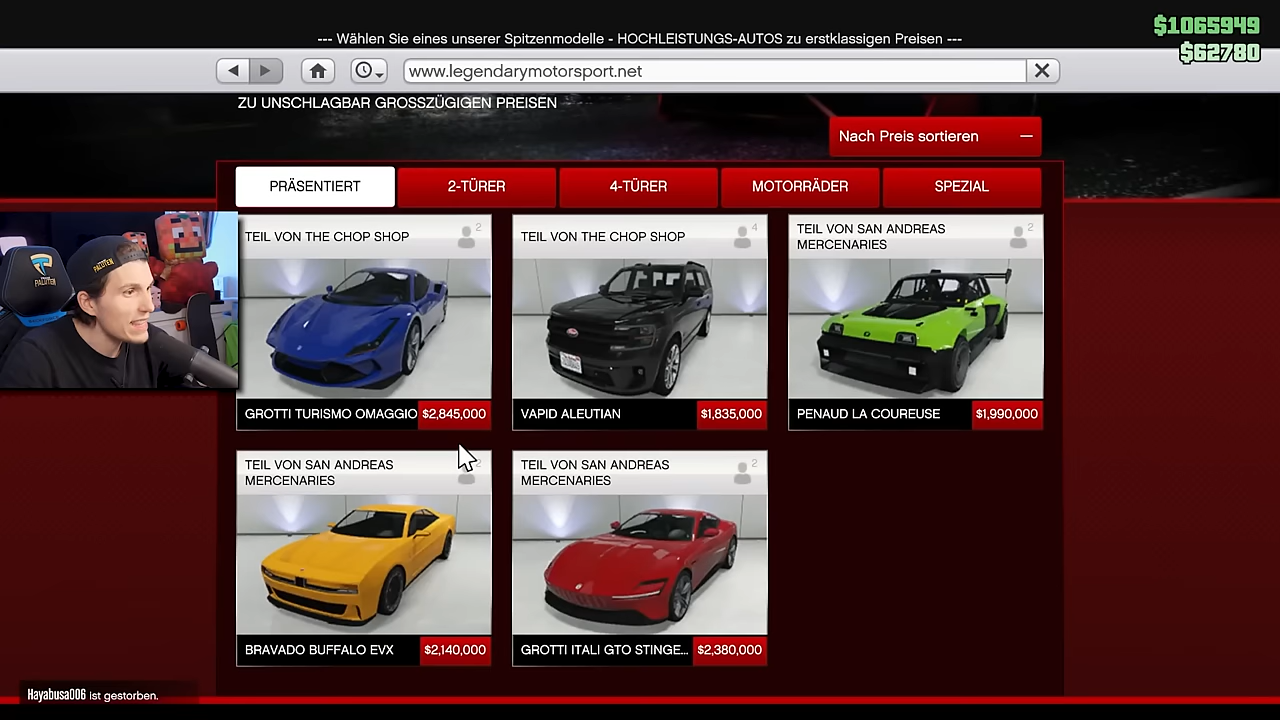 $1065949
--- Wählen Sie eines unserer Spitzenmodelle - HOCHLEISTUNGS-AUTOS zu erstklassigen Preisen ---
$62780
www.legendarymotorsport.net
ZU UNSCHLAGBAR GROSSZÜGIGEN PREISEN
Nach Preis sortieren
PRÄSENTIERT
2-TÜRER
4-TÜRER
MOTORRÄDER
SPEZIAL
TEIL VON THE CHOP SHOP
2
TEIL VON THE CHOP SHOP
4
TEIL VON SAN ANDREAS
MERCENARIES
2
PALUTEN
PALUTEN
GROTTI TURISMO OMAGGIO
$2,845,000
VAPID ALEUTIAN
$1,835,000
PENAUD LA COUREUSE
$1,990,000
TEIL VON SAN ANDREAS
MERCENARIES
2
TEIL VON SAN ANDREAS
MERCENARIES
2
BRAVADO BUFFALO EVX
$2,140,000
GROTTI ITALI GTO STINGE...
$2,380,000
Hayabusa006 ist gestorben.